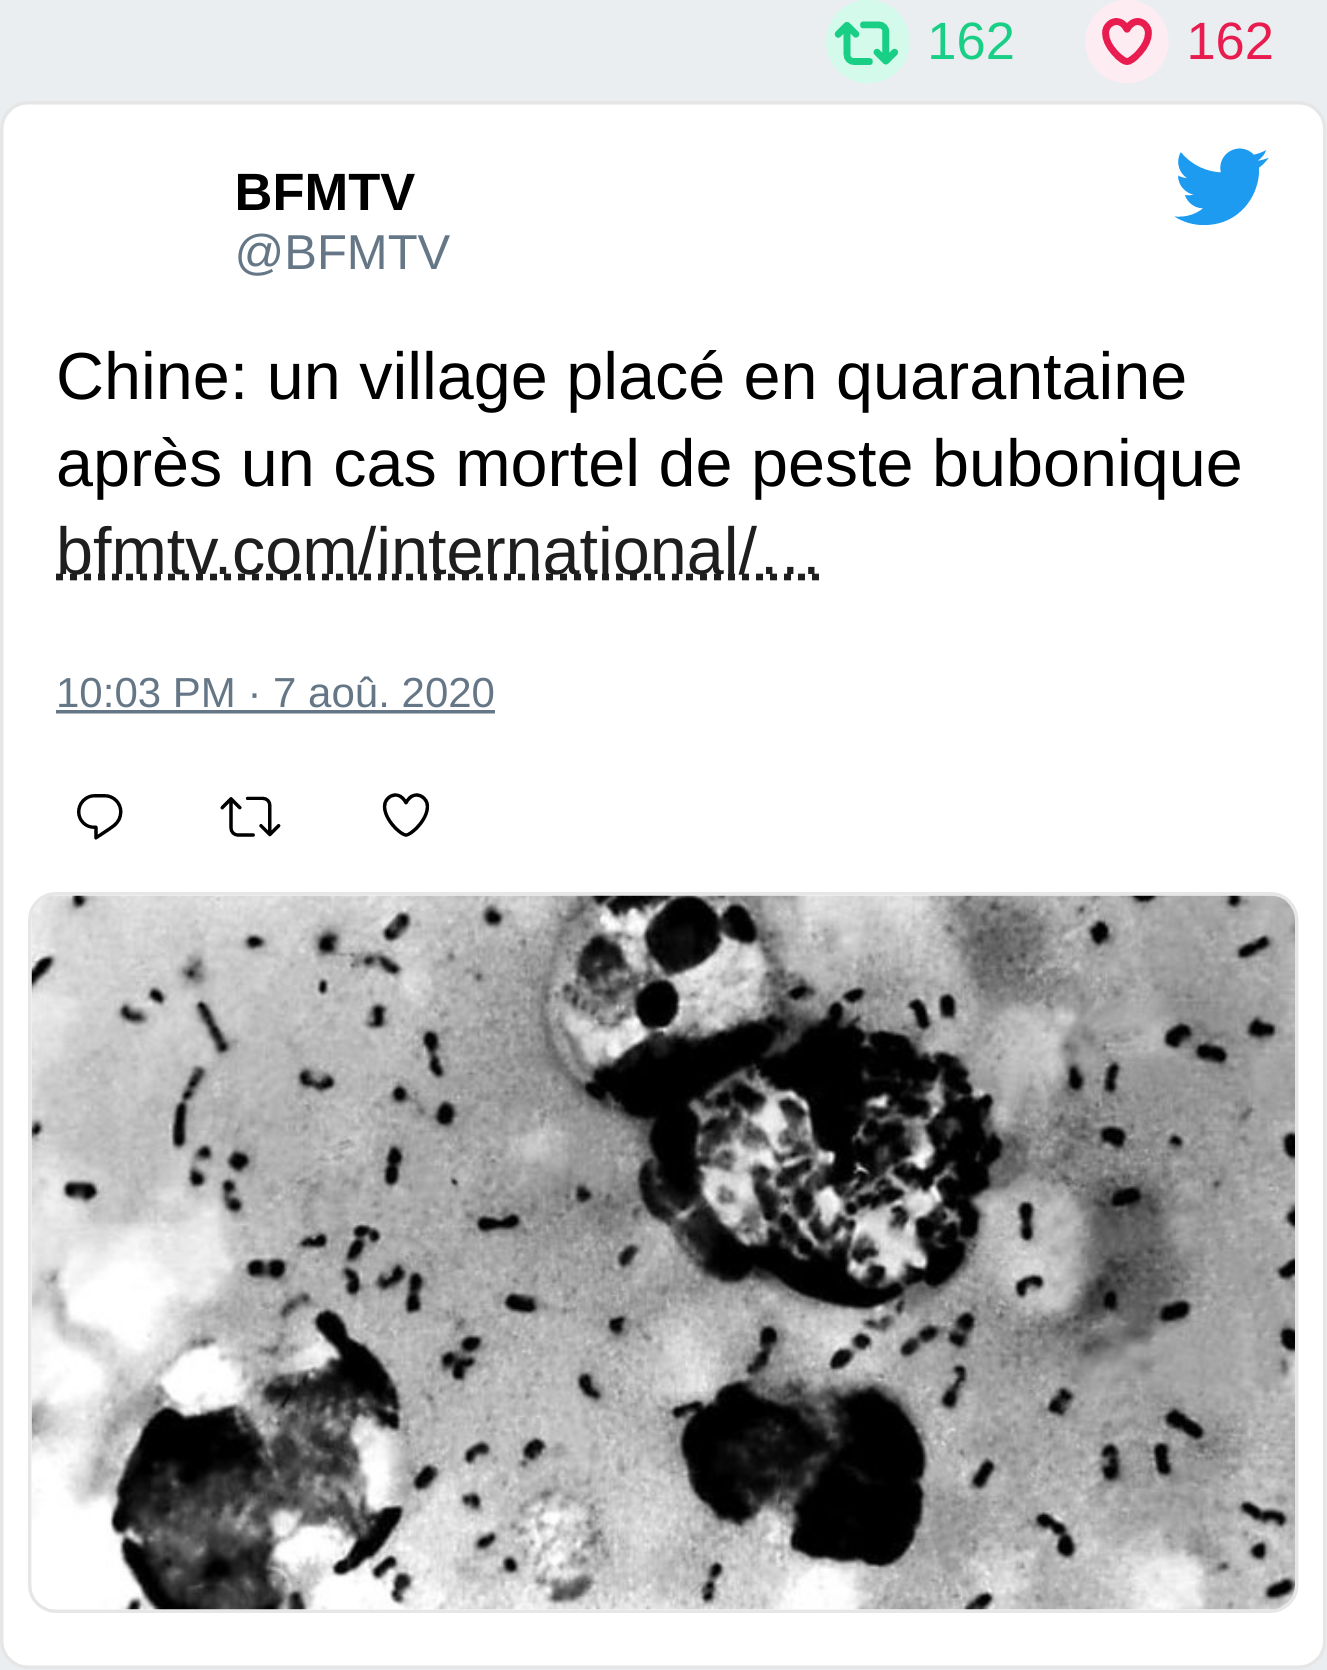 162 162
BFMTV
@BFMTV
Chine: un village placé en quarantaine
après un cas mortel de peste bubonique
bfmtv.com/international/…
10:03 PM · 7 aoû. 2020